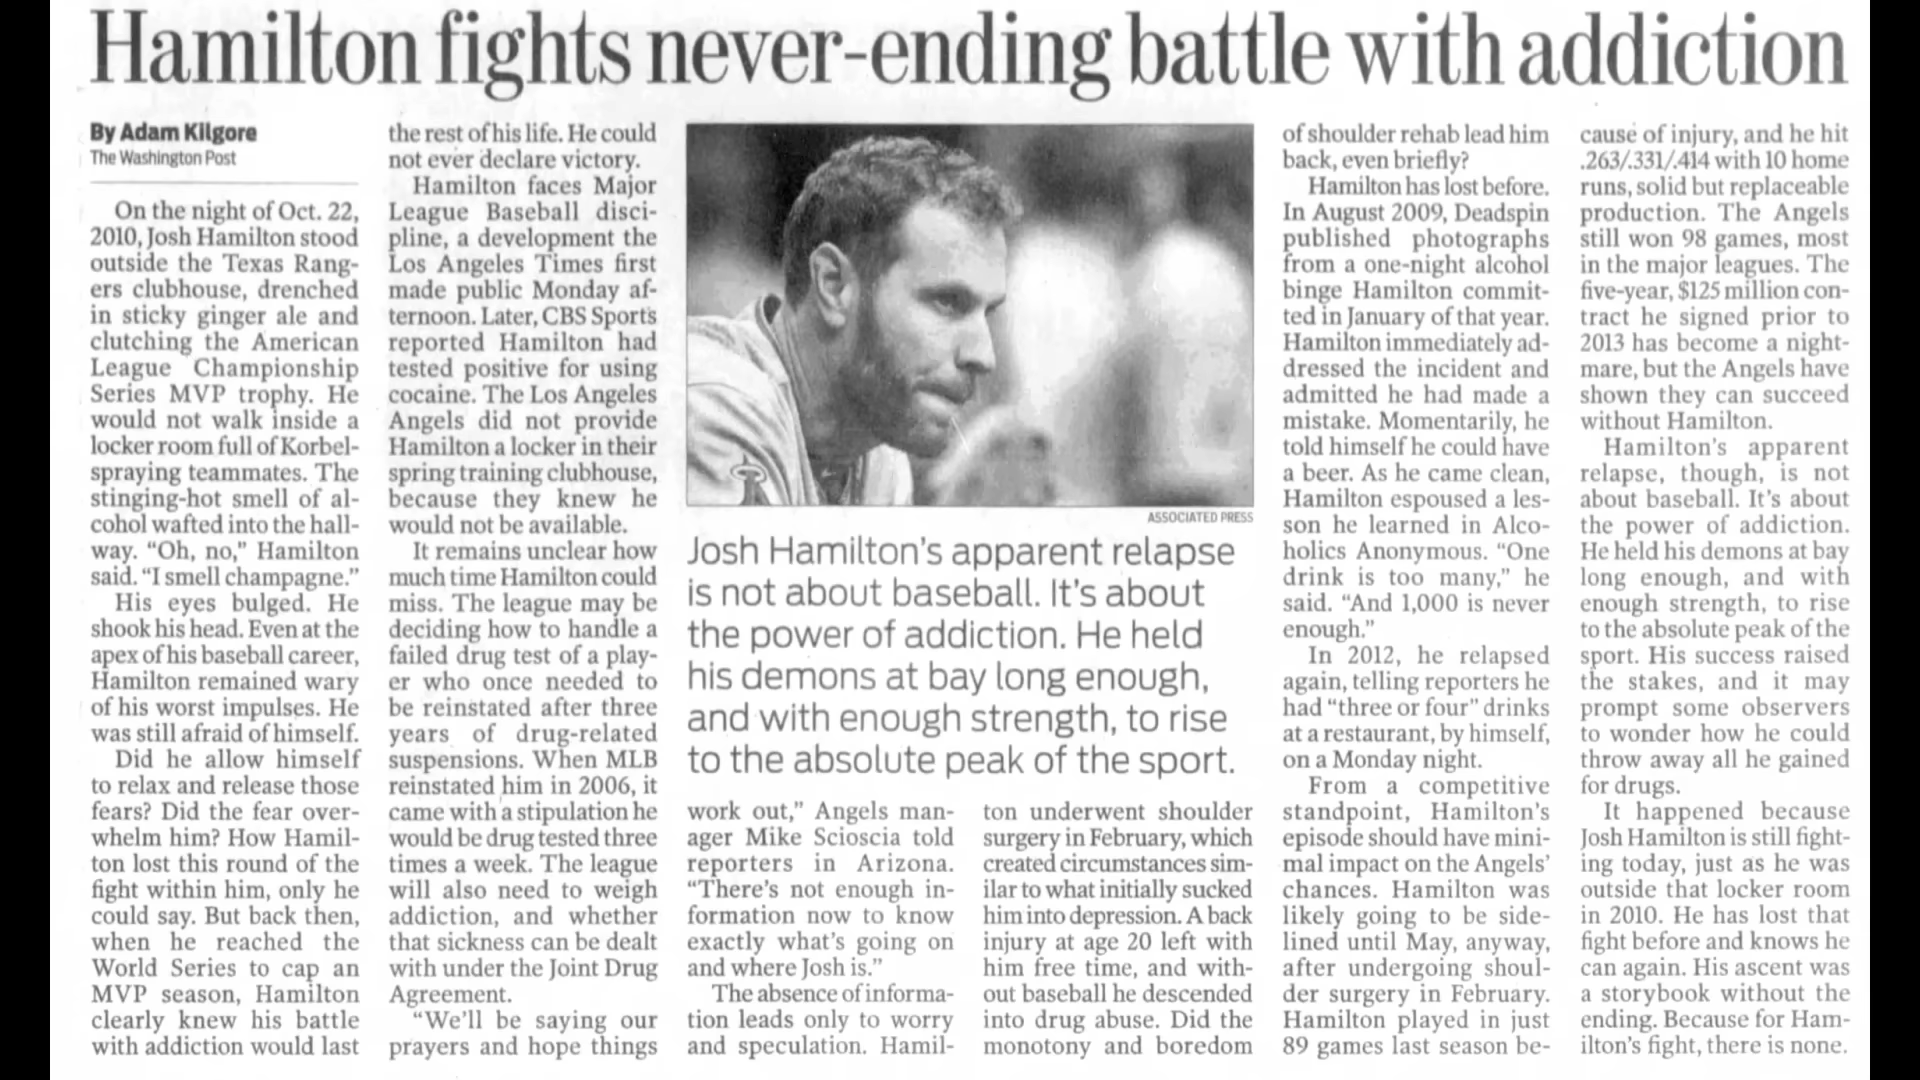 Hamilton fights never-ending battle with addiction
By Adam Kilgore
The Washington Post
On the night of Oct. 22,
2010, Josh Hamilton stood
outside the Texas Rang-
ers clubhouse, drenched
in sticky ginger ale and
clutching the American
League Championship
Series MVP trophy. He
would not walk inside a
locker room full of Korbel-
spraying teammates. The
stinging-hot smell of al-
cohol wafted into the hall-
way. “Oh, no,” Hamilton
said. “I smell champagne.”
His eyes bulged. He
shook his head. Even at the
apex of his baseball career,
Hamilton remained wary
of his worst impulses. He
was still afraid of himself.
Did he allow himself
to relax and release those
fears? Did the fear over-
whelm him? How Hamil-
ton lost this round of the
fight within him, only he
could say. But back then,
when he reached the
World Series to cap an
MVP season, Hamilton
clearly knew his battle
with addiction would last
the rest of his life. He could
not ever declare victory.
Hamilton faces Major
League Baseball disci-
pline, a development the
Los Angeles Times first
made public Monday af-
ternoon. Later, CBS Sports
reported Hamilton had
tested positive for using
cocaine. The Los Angeles
Angels did not provide
Hamilton a locker in their
spring training clubhouse,
because they knew he
would not be available.
It remains unclear how
much time Hamilton could
miss. The league may be
deciding how to handle a
failed drug test of a play-
er who once needed to
be reinstated after three
years of drug-related
suspensions. When MLB
reinstated him in 2006, it
came with a stipulation he
would be drug tested three
times a week. The league
will also need to weigh
addiction, and whether
that sickness can be dealt
with under the Joint Drug
Agreement.
“We’ll be saying our
prayers and hope things
ASSOCIATED PRESS
Josh Hamilton’s apparent relapse
is not about baseball. It’s about
the power of addiction. He held
his demons at bay long enough,
and with enough strength, to rise
to the absolute peak of the sport.
work out,” Angels man-
ager Mike Scioscia told
reporters in Arizona.
“There’s not enough in-
formation now to know
exactly what’s going on
and where Josh is.”
The absence of informa-
tion leads only to worry
and speculation. Hamil-
ton underwent shoulder
surgery in February, which
created circumstances sim-
ilar to what initially sucked
him into depression. A back
injury at age 20 left with
him free time, and with-
out baseball he descended
into drug abuse. Did the
monotony and boredom
of shoulder rehab lead him
back, even briefly?
Hamilton has lost before.
In August 2009, Deadspin
published photographs
from a one-night alcohol
binge Hamilton commit-
ted in January of that year.
Hamilton immediately ad-
dressed the incident and
admitted he had made a
mistake. Momentarily, he
told himself he could have
a beer. As he came clean,
Hamilton espoused a les-
son he learned in Alco-
holics Anonymous. “One
drink is too many,” he
said. “And 1,000 is never
enough.”
In 2012, he relapsed
again, telling reporters he
had “three or four” drinks
at a restaurant, by himself,
on a Monday night.
From a competitive
standpoint, Hamilton’s
episode should have mini-
mal impact on the Angels’
chances. Hamilton was
likely going to be side-
lined until May, anyway,
after undergoing shoul-
der surgery in February.
Hamilton played in just
89 games last season be-
cause of injury, and he hit
.263/.331/.414 with 10 home
runs, solid but replaceable
production. The Angels
still won 98 games, most
in the major leagues. The
five-year, $125 million con-
tract he signed prior to
2013 has become a night-
mare, but the Angels have
shown they can succeed
without Hamilton.
Hamilton’s apparent
relapse, though, is not
about baseball. It’s about
the power of addiction.
He held his demons at bay
long enough, and with
enough strength, to rise
to the absolute peak of the
sport. His success raised
the stakes, and it may
prompt some observers
to wonder how he could
throw away all he gained
for drugs.
It happened because
Josh Hamilton is still fight-
ing today, just as he was
outside that locker room
in 2010. He has lost that
fight before and knows he
can again. His ascent was
a storybook without the
ending. Because for Ham-
ilton’s fight, there is none.